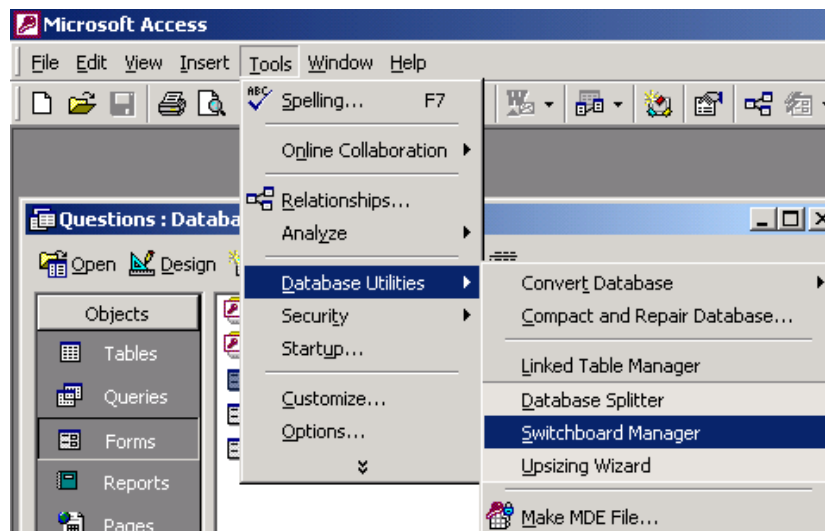 Microsoft Access
File Edit View Insert Tools Window Help
ABC Spelling... F7
Online Collaboration
Relationships...
Analyze
Questions : Databa
Open Design
Database Utilities
Security
Startup...
Customize...
Options...
Convert Database
Compact and Repair Database...
Linked Table Manager
Database Splitter
Switchboard Manager
Upsizing Wizard
Make MDE File...
Objects
Tables
Queries
Forms
Reports
Pages